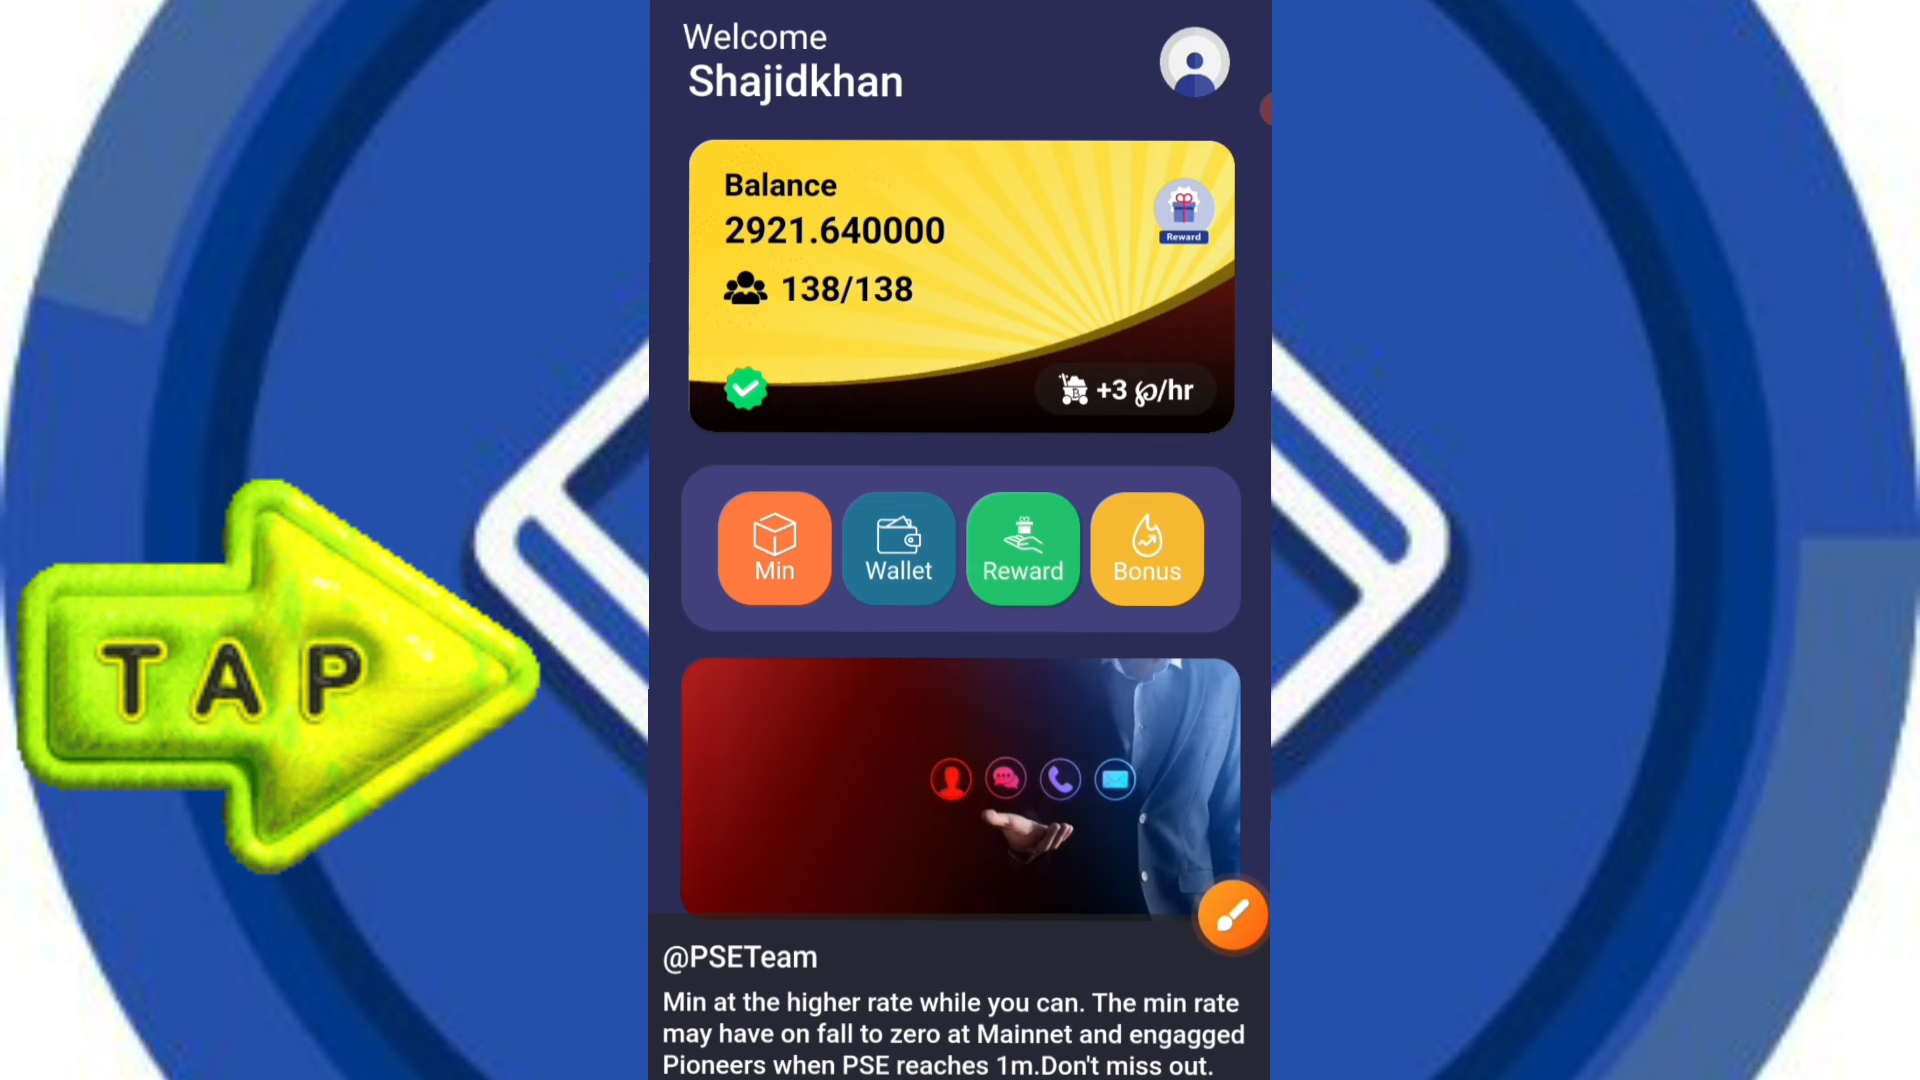 Welcome
Shajidkhan
Balance
2921.640000
Reward
138/138
+3 ℘/hr
TAP
Min
Wallet
Reward
Bonus
@PSETeam
Min at the higher rate while you can. The min rate
may have on fall to zero at Mainnet and engagged
Pioneers when PSE reaches 1m.Don't miss out.